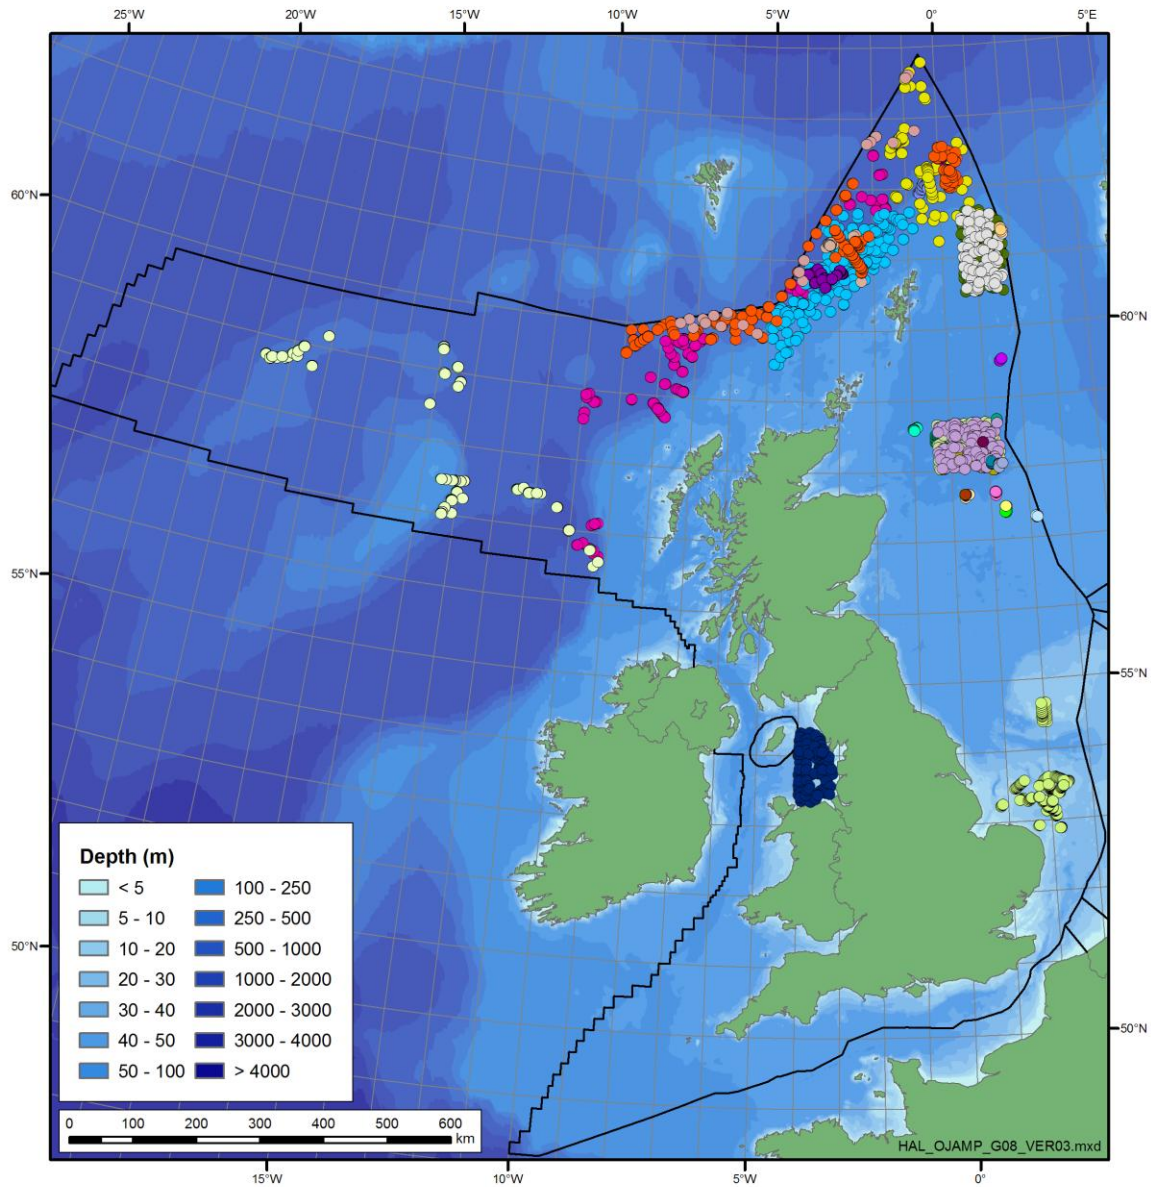 25°W 20°W 15°W 10°W 5°W 0° 5°E
60°N
60°N
55°N
55°N
50°N
50°N
Depth (m)
< 5 100 - 250
5 - 10 250 - 500
10 - 20 500 - 1000
20 - 30 1000 - 2000
30 - 40 2000 - 3000
40 - 50 3000 - 4000
50 - 100 > 4000
0 100 200 300 400 500 600
km
HAL_OJAMP_G08_VER03.mxd
15°W 10°W 5°W 0°